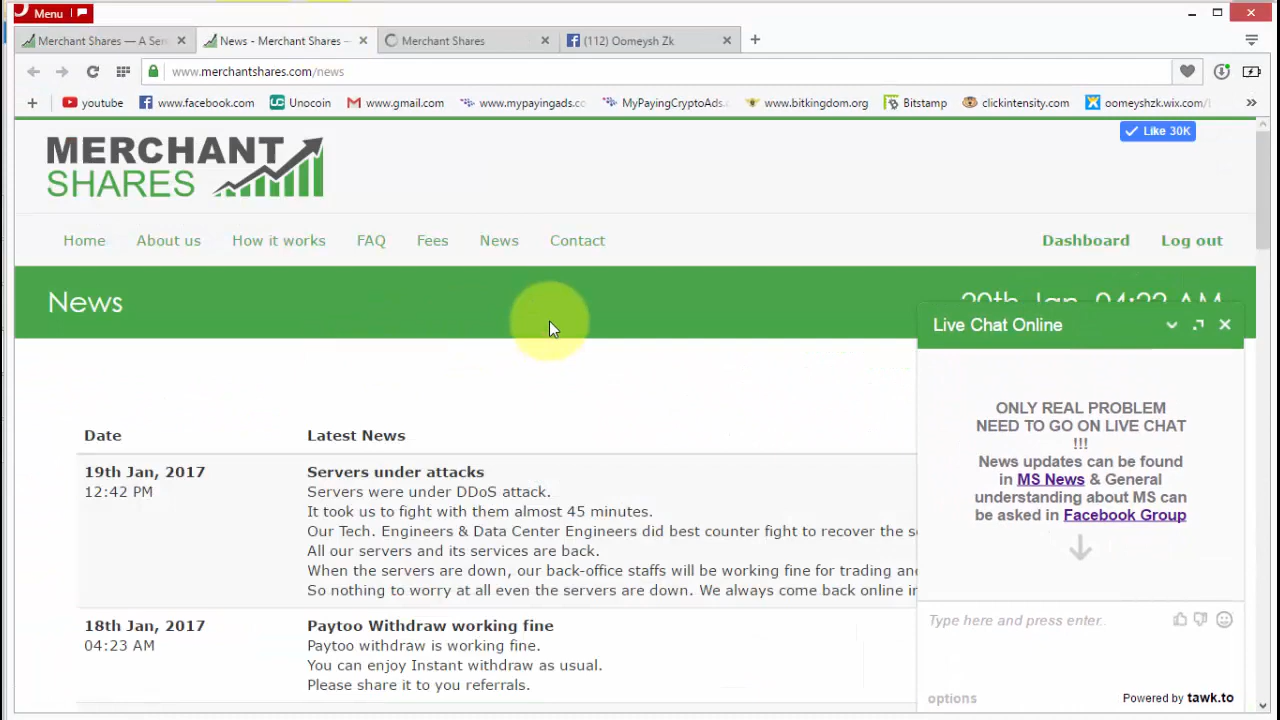 Menu
Merchant Shares — A Sen
News - Merchant Shares —
Merchant Shares
(112) Oomeysh Zk
www.merchantshares.com/news
youtube
www.facebook.com
Unocoin
www.gmail.com
www.mypayingads.co
MyPayingCryptoAds.
www.bitkingdom.org
Bitstamp
clickintensity.com
oomeyshzk.wix.com/
Like 30K
MERCHANT
SHARES
Home
About us
How it works
FAQ
Fees
News
Contact
Dashboard
Log out
News
20th Jan, 04:23 AM
Live Chat Online
ONLY REAL PROBLEM
NEED TO GO ON LIVE CHAT
!!!
News updates can be found
in MS News & General
understanding about MS can
be asked in Facebook Group
Type here and press enter..
options
Powered by tawk.to
Date
Latest News
19th Jan, 2017
12:42 PM
Servers under attacks
Servers were under DDoS attack.
It took us to fight with them almost 45 minutes.
Our Tech. Engineers & Data Center Engineers did best counter fight to recover the se
All our servers and its services are back.
When the servers are down, our back-office staffs will be working fine for trading and
So nothing to worry at all even the servers are down. We always come back online in
18th Jan, 2017
04:23 AM
Paytoo Withdraw working fine
Paytoo withdraw is working fine.
You can enjoy Instant withdraw as usual.
Please share it to you referrals.